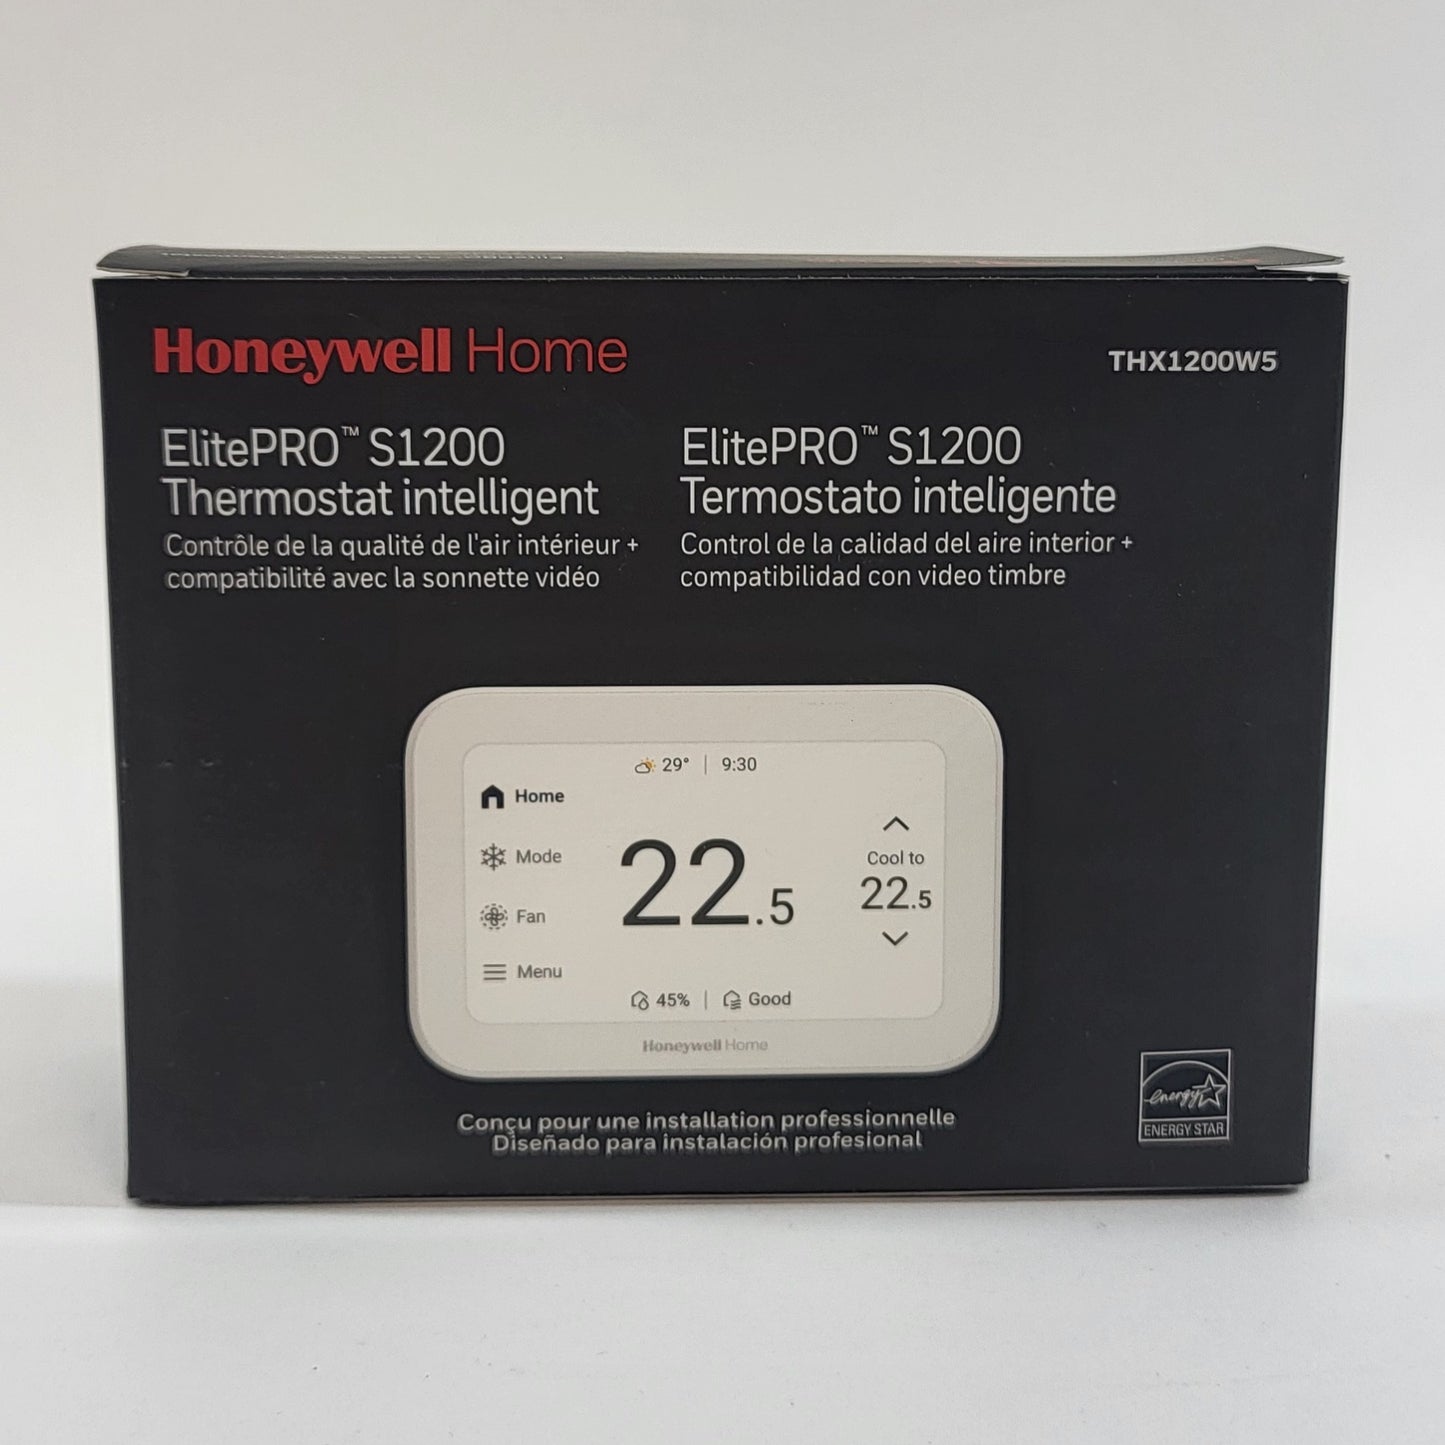 Honeywell Home
THX1200W5
ElitePRO™ S1200
Thermostat intelligent
Contrôle de la qualité de l'air intérieur +
compatibilité avec la sonnette vidéo
ElitePRO™ S1200
Termostato inteligente
Control de la calidad del aire interior +
compatibilidad con video timbre
29° | 9:30
Home
Mode
Fan
Menu
22.5
Cool to
22.5
45% | Good
Honeywell Home
Conçu pour une installation professionnelle
Diseñado para instalación profesional
energy
ENERGY STAR